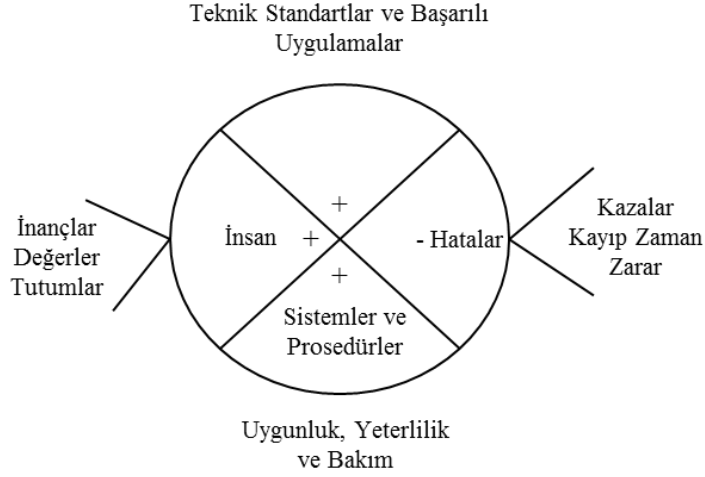 Teknik Standartlar ve Başarılı
Uygulamalar
İnançlar
Değerler
Tutumlar
İnsan
+
+
+
- Hatalar
Sistemler ve
Prosedürler
Kazalar
Kayıp Zaman
Zarar
Uygunluk, Yeterlilik
ve Bakım